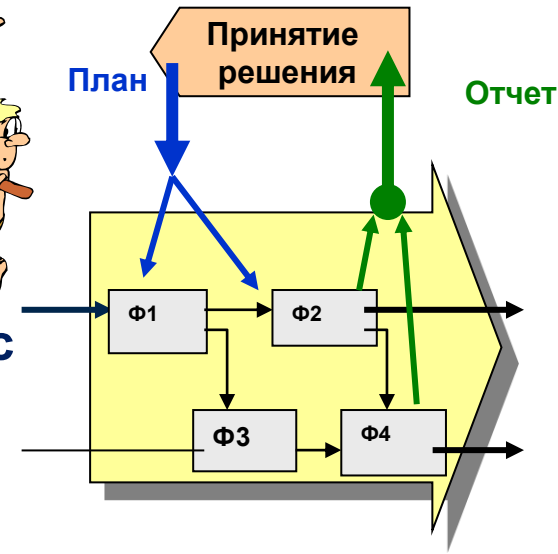 Принятие
решения
План
Отчет
Ф1
Ф2
с
Ф3
Ф4